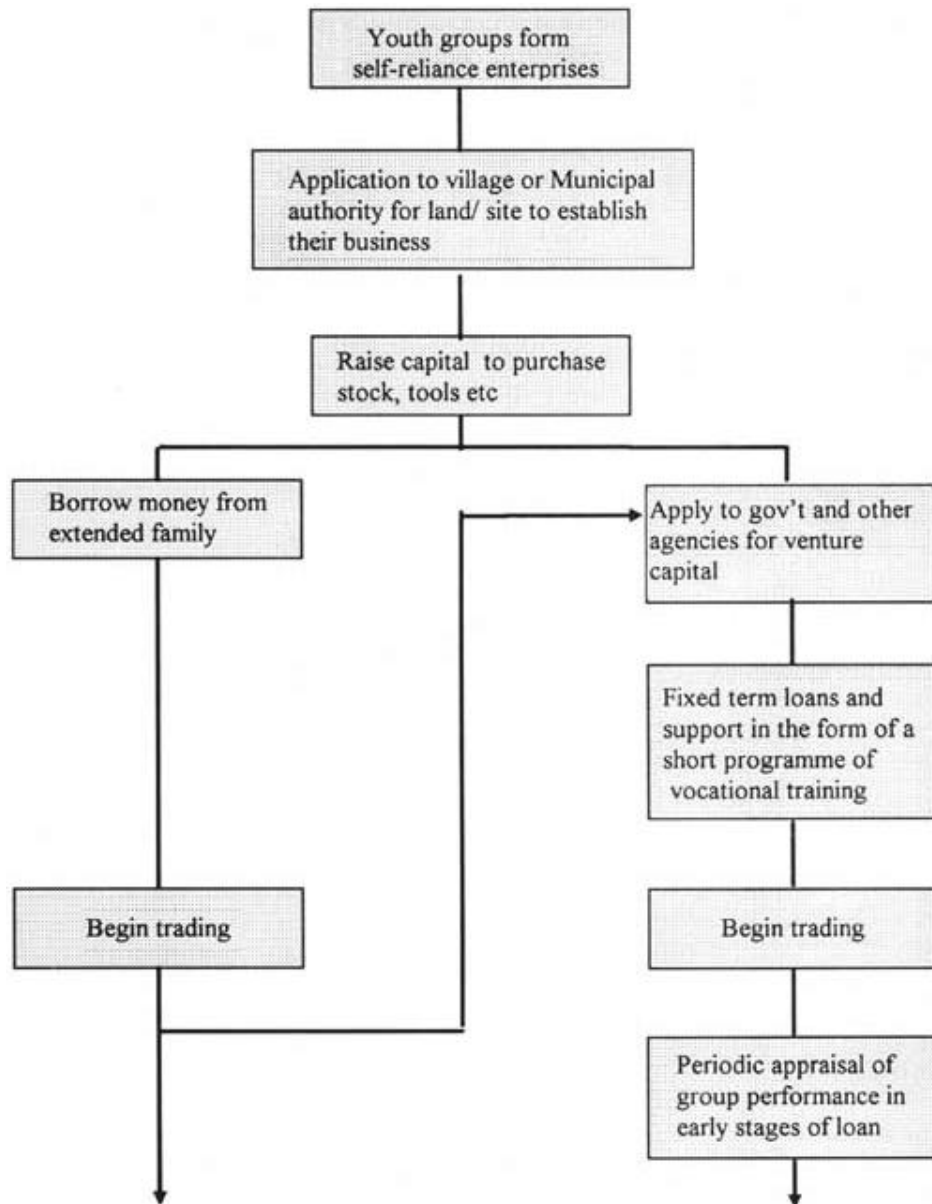 Youth groups form
self-reliance enterprises
Application to village or Municipal
authority for land/ site to establish
their business
Raise capital to purchase
stock, tools etc
Borrow money from
extended family
Apply to gov't and other
agencies for venture
capital
Fixed term loans and
support in the form of a
short programme of
vocational training
Begin trading
Begin trading
Periodic appraisal of
group performance in
early stages of loan